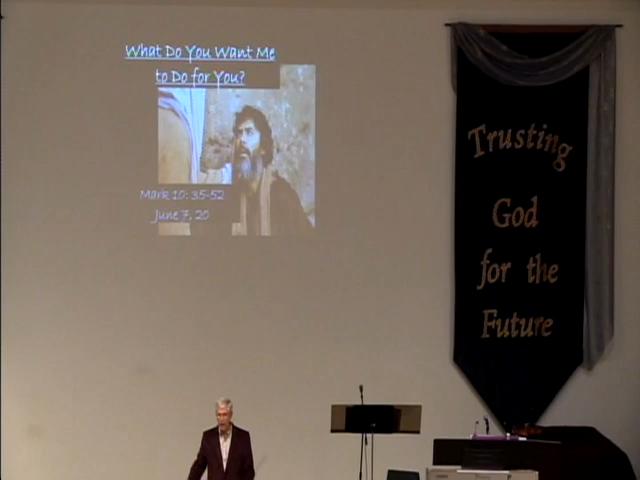 What Do You Want Me
to Do for You?
Mark 10: 35-52
June 7, 20
Trusting
God
for the
Future